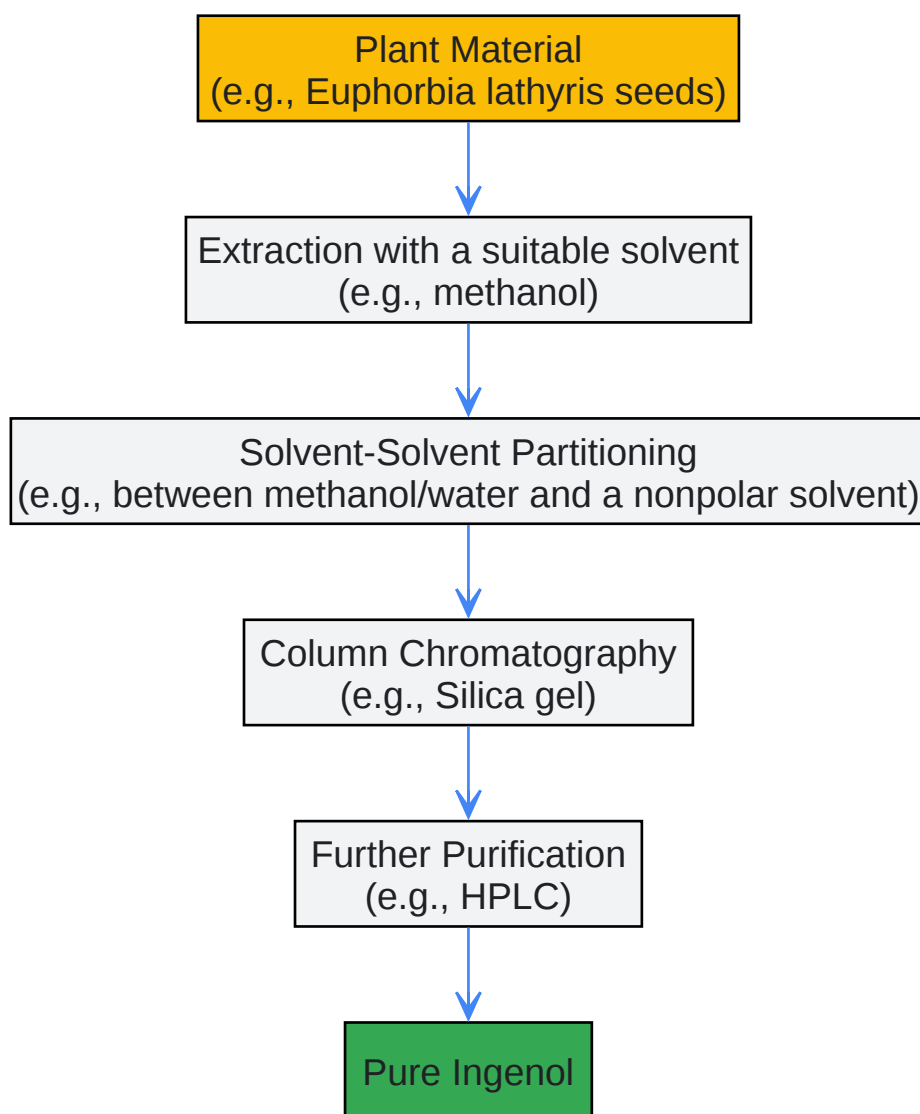 Plant Material
(e.g., Euphorbia lathyris seeds)
Extraction with a suitable solvent
(e.g., methanol)
Solvent-Solvent Partitioning
(e.g., between methanol/water and a nonpolar solvent)
Column Chromatography
(e.g., Silica gel)
Further Purification
(e.g., HPLC)
Pure Ingenol